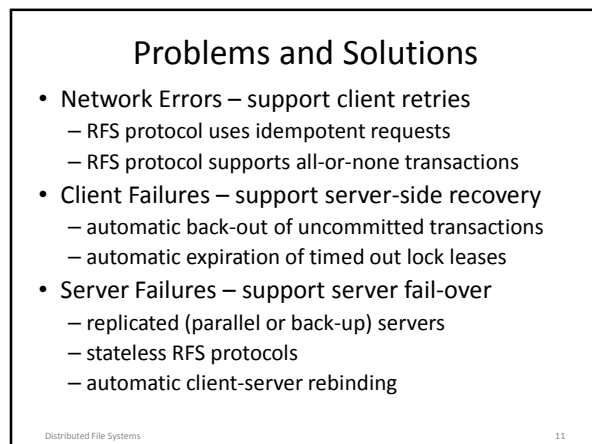 Problems and Solutions
• Network Errors – support client retries
– RFS protocol uses idempotent requests
– RFS protocol supports all-or-none transactions
• Client Failures – support server-side recovery
– automatic back-out of uncommitted transactions
– automatic expiration of timed out lock leases
• Server Failures – support server fail-over
– replicated (parallel or back-up) servers
– stateless RFS protocols
– automatic client-server rebinding
Distributed File Systems 11